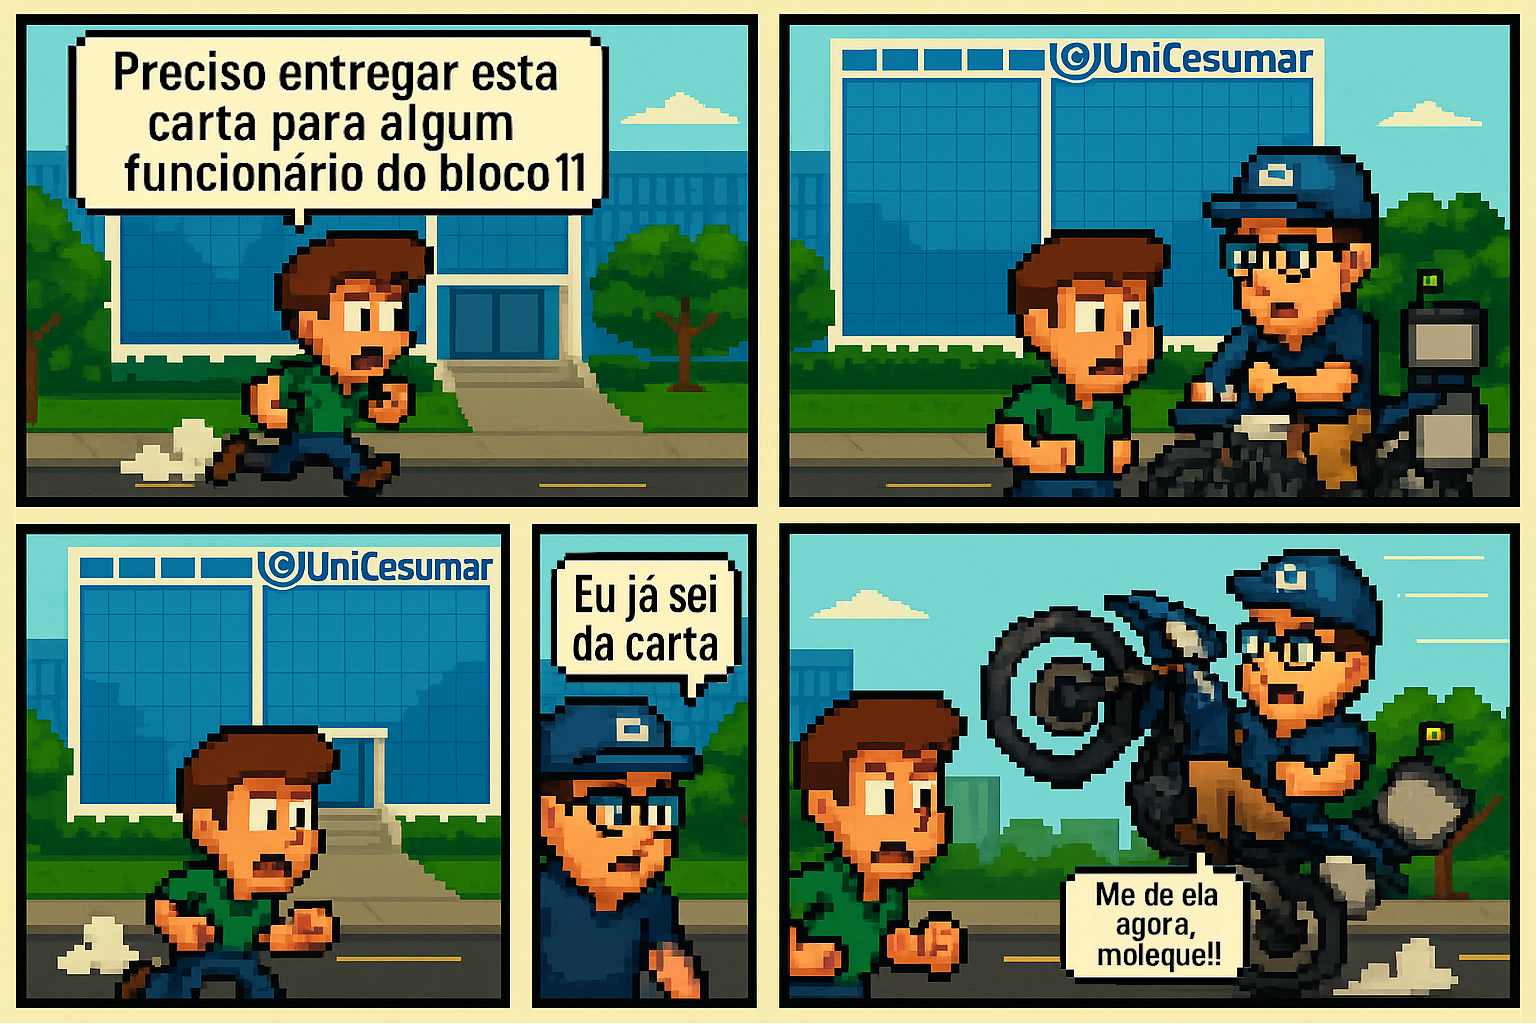 Preciso entregar esta
carta para algum
funcionário do bloco 11
UniCesumar
UniCesumar
Eu já sei
da carta
Me de ela
agora,
moleque!!